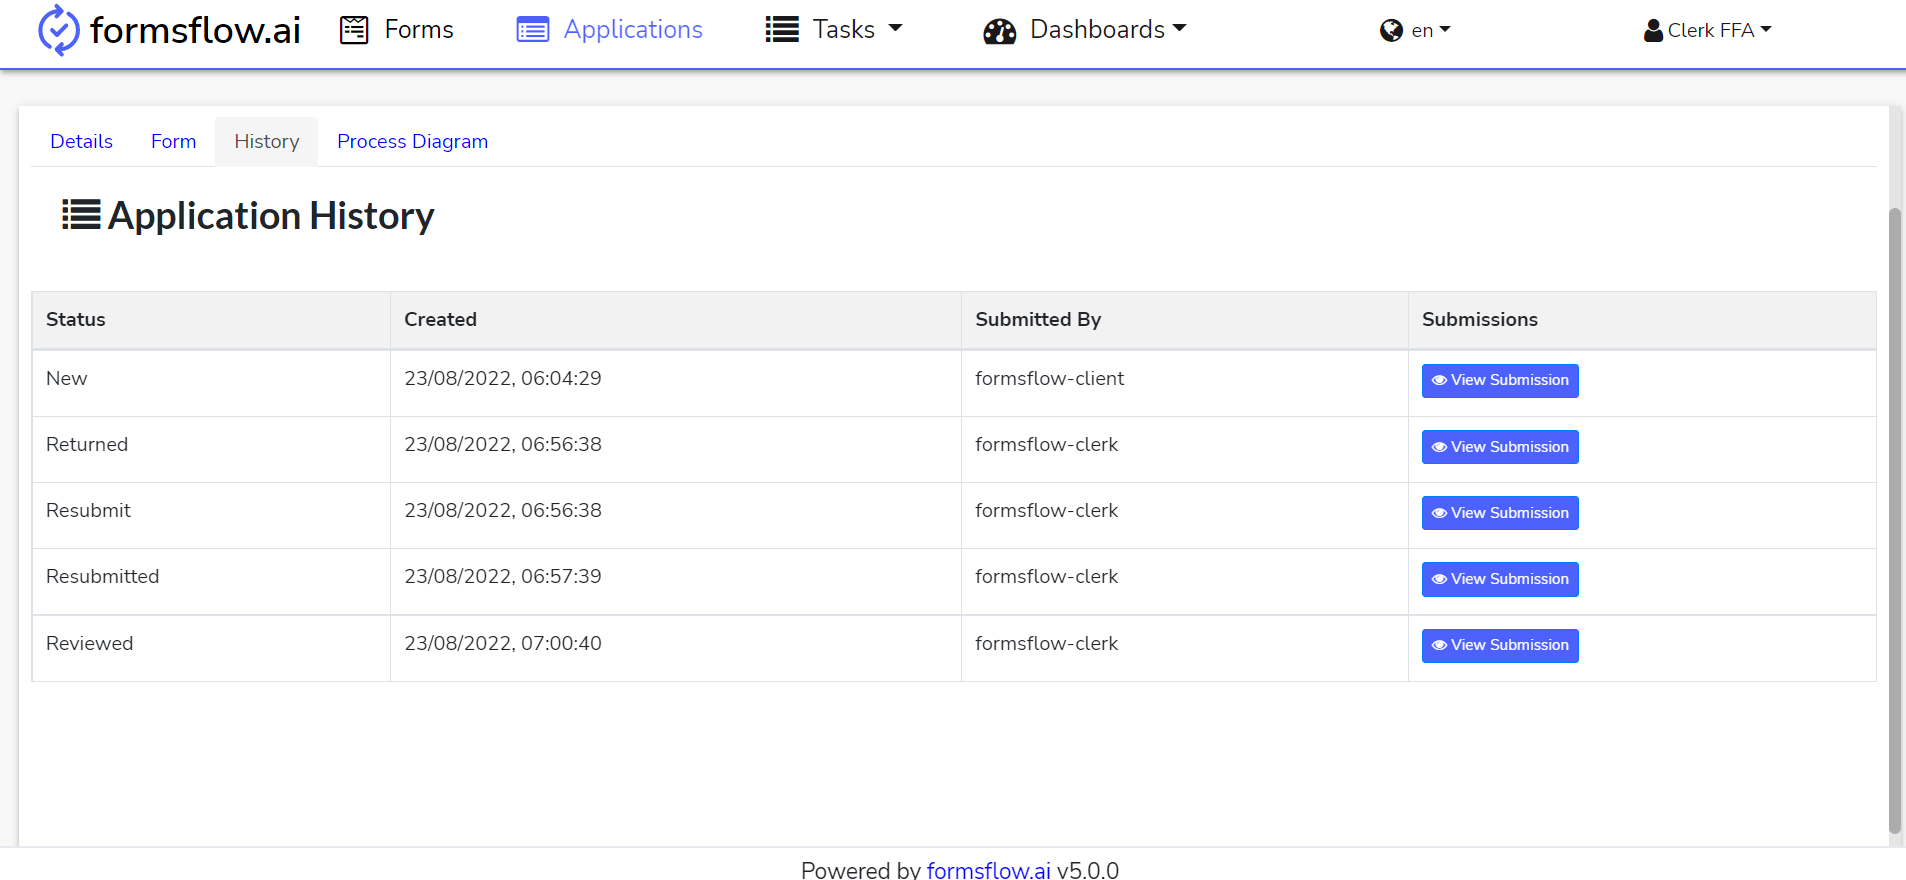 formsflow.ai Forms Applications Tasks Dashboards en Clerk FFA
Details Form History Process Diagram
Application History
Status Created Submitted By Submissions
New 23/08/2022, 06:04:29 formsflow-client View Submission
Returned 23/08/2022, 06:56:38 formsflow-clerk View Submission
Resubmit 23/08/2022, 06:56:38 formsflow-clerk View Submission
Resubmitted 23/08/2022, 06:57:39 formsflow-clerk View Submission
Reviewed 23/08/2022, 07:00:40 formsflow-clerk View Submission
Powered by formsflow.ai v5.0.0